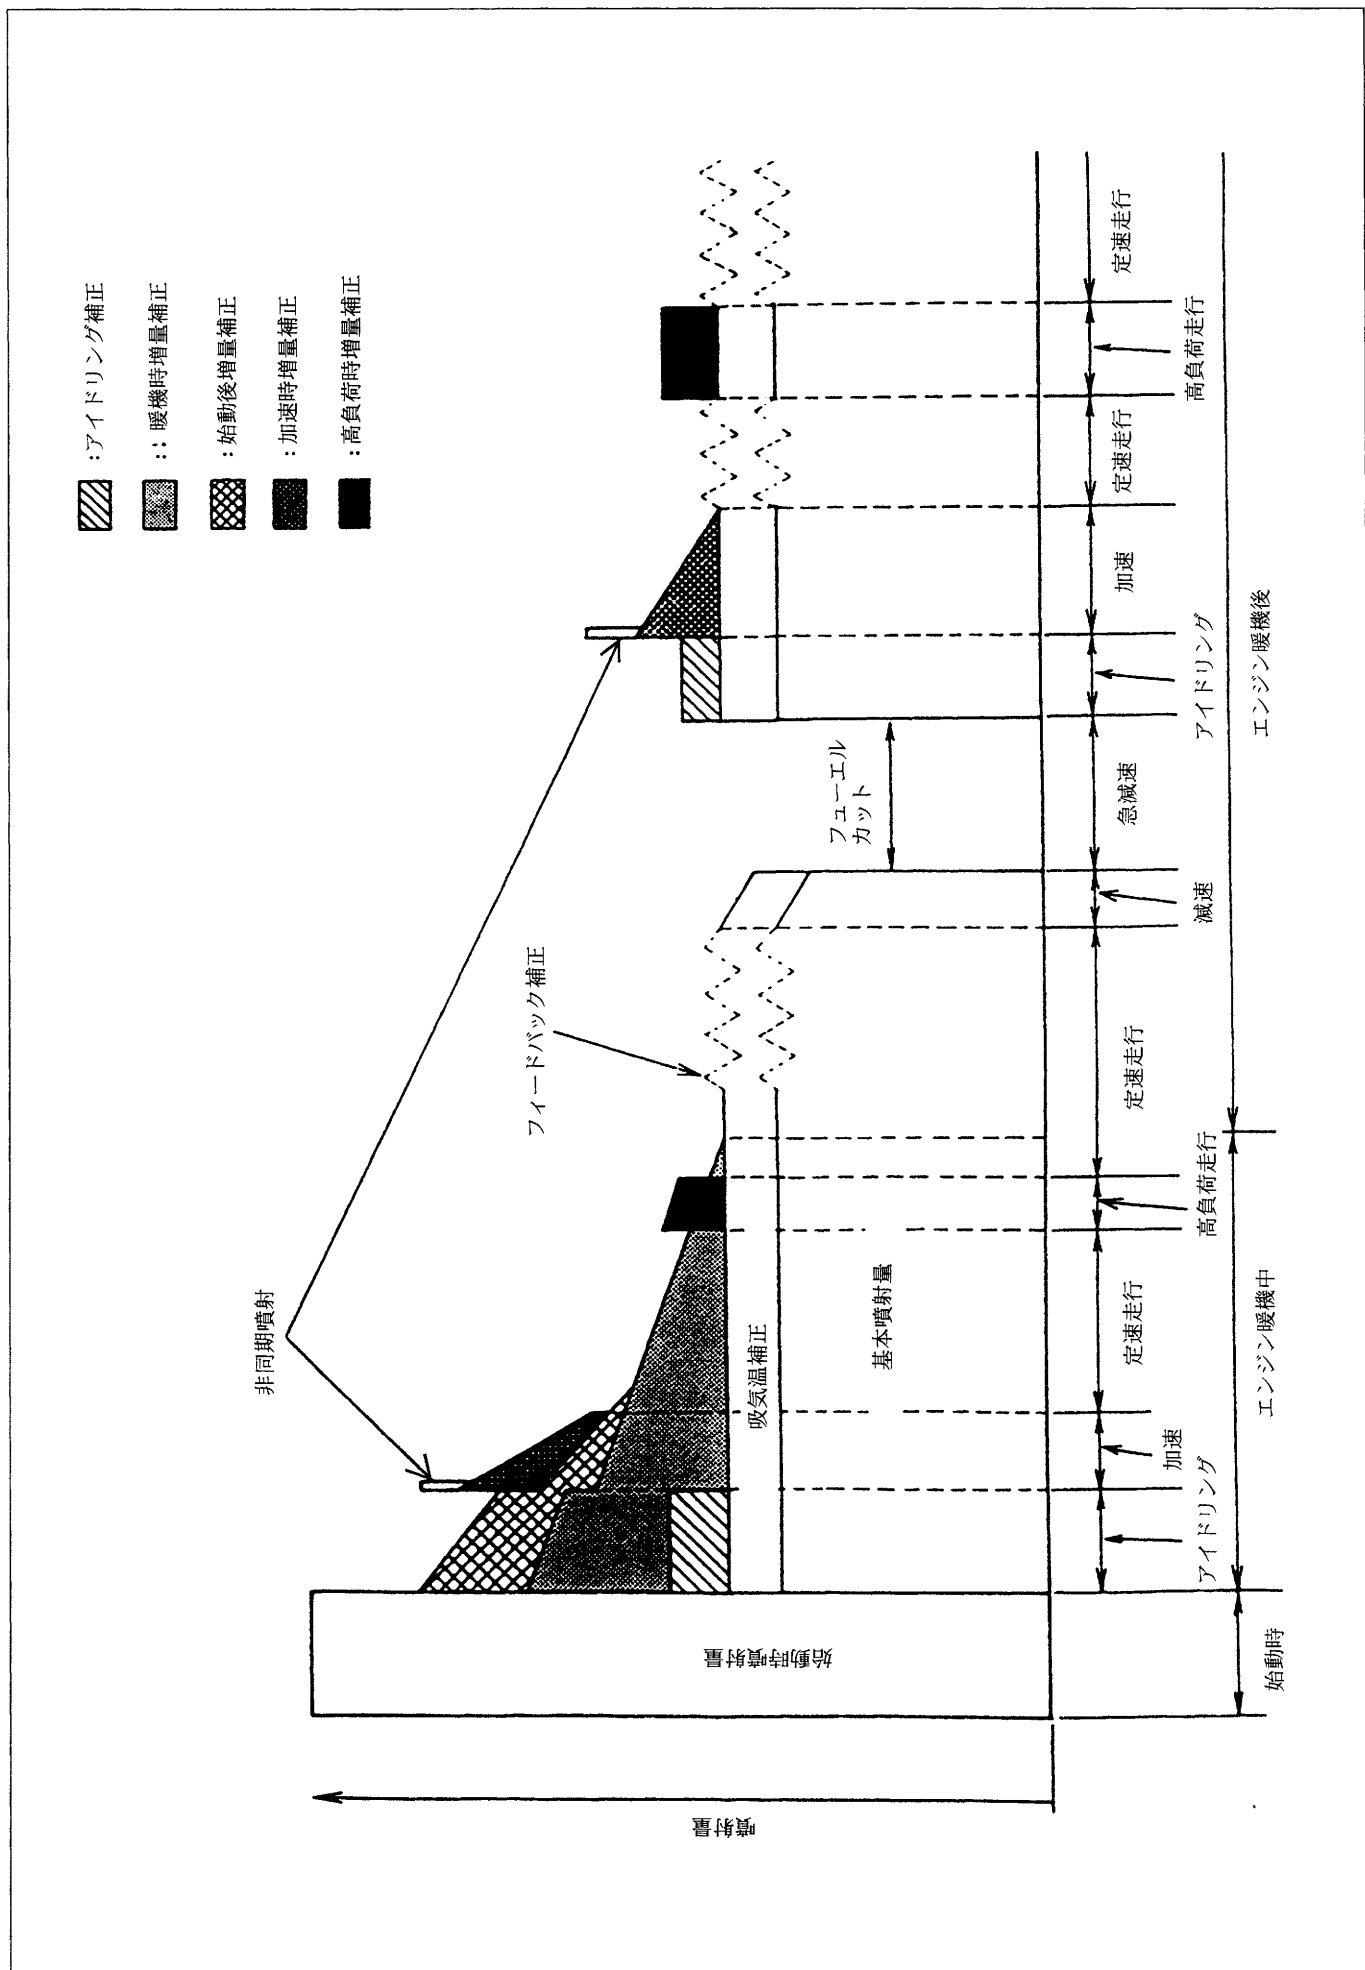 :アイドリング補正
:: 暖機時増量補正
:始動後増量補正
:加速時増量補正
:高負荷時増量補正
非同期噴射
フィードバック補正
フューエル
カット
吸気温補正
基本噴射量
始動時噴射量
噴射量
アイドリング
加速
定速走行
高負荷走行
定速走行
減速
急減速
アイドリング
加速
定速走行
高負荷走行
定速走行
始動時
エンジン暖機中
エンジン暖機後